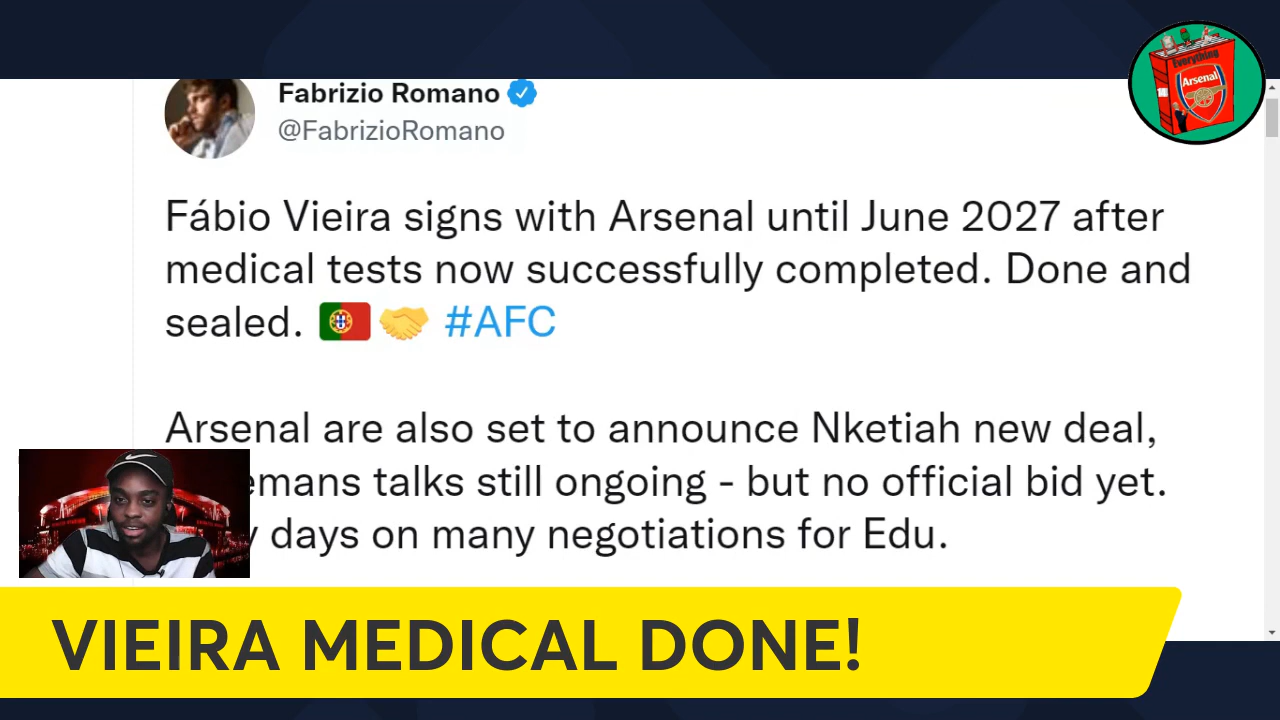 Everything
Arsenal
Fabrizio Romano
@FabrizioRomano
Fábio Vieira signs with Arsenal until June 2027 after
medical tests now successfully completed. Done and
sealed. 🇵🇹🤝 #AFC
Arsenal are also set to announce Nketiah new deal,
emans talks still ongoing - but no official bid yet.
days on many negotiations for Edu.
VIEIRA MEDICAL DONE!